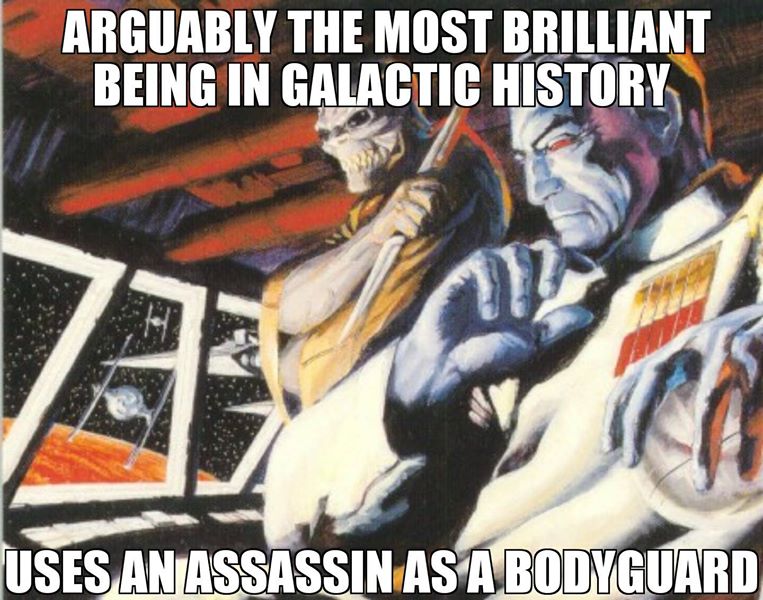 ARGUABLY THE MOST BRILLIANT
BEING IN GALACTIC HISTORY
USES AN ASSASSIN AS A BODYGUARD